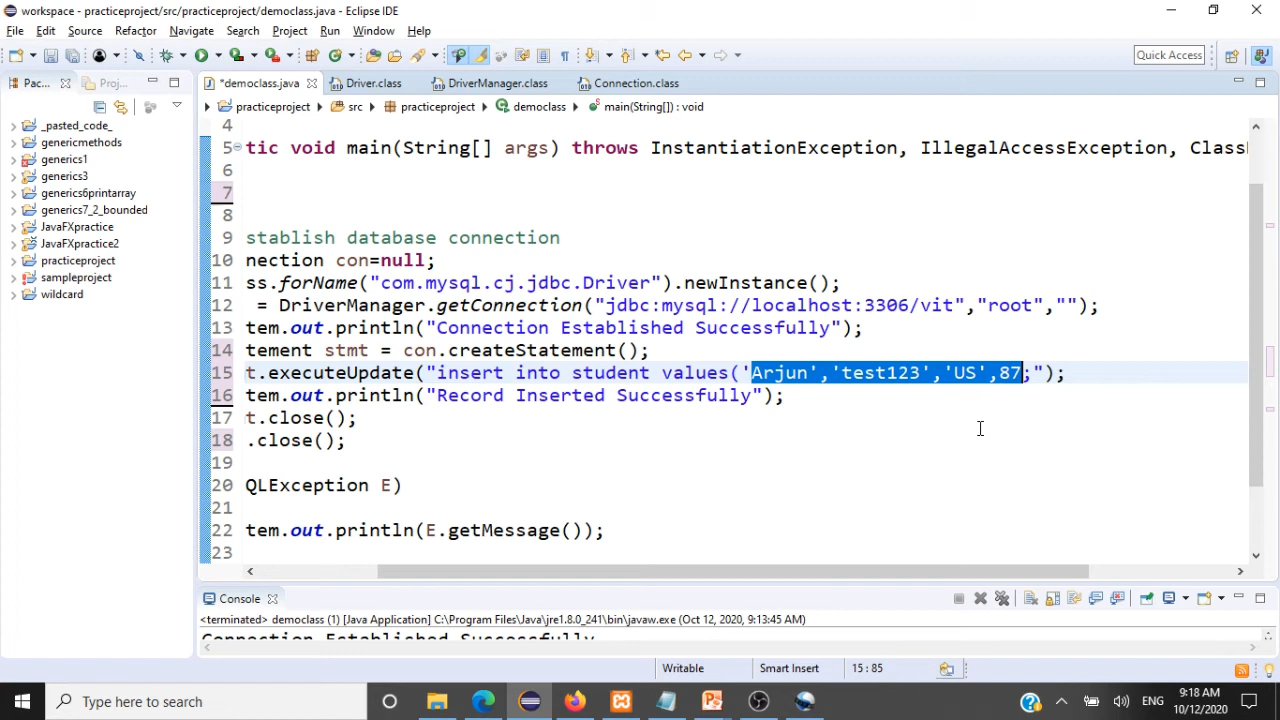 workspace - practiceproject/src/practiceproject/democlass.java - Eclipse IDE
File Edit Source Refactor Navigate Search Project Run Window Help
Quick Access
Pac... Proj... *democlass.java Driver.class DriverManager.class Connection.class
practiceproject src practiceproject democlass main(String[]) : void
_pasted_code_
genericmethods
generics1
generics3
generics6printarray
generics7_2_bounded
JavaFXpractice
JavaFXpractice2
practiceproject
sampleproject
wildcard
4
5 tic void main(String[] args) throws InstantiationException, IllegalAccessException, Class
6
7
8
9 stablish database connection
10 nection con=null;
11 ss.forName("com.mysql.cj.jdbc.Driver").newInstance();
12 = DriverManager.getConnection("jdbc:mysql://localhost:3306/vit","root","");
13 tem.out.println("Connection Established Successfully");
14 tement stmt = con.createStatement();
15 t.executeUpdate("insert into student values('Arjun','test123','US',87;");
16 tem.out.println("Record Inserted Successfully");
17 t.close();
18 .close();
19
20 QLException E)
21
22 tem.out.println(E.getMessage());
23
Console
<terminated> democlass (1) [Java Application] C:\Program Files\Java\jre1.8.0_241\bin\javaw.exe (Oct 12, 2020, 9:13:45 AM)
Connection Established Successfully
Writable Smart Insert 15 : 85
Type here to search
ENG
9:18 AM
10/12/2020